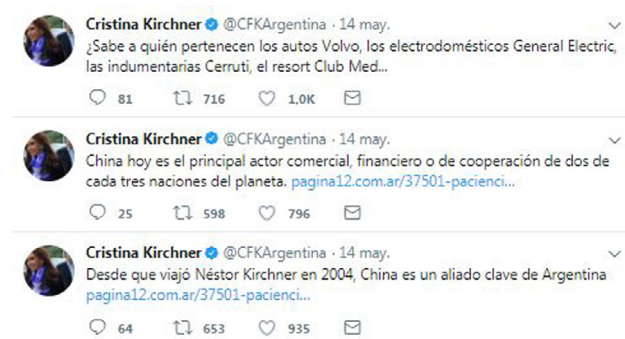 Cristina Kirchner @CFKArgentina · 14 may.
¿Sabe a quién pertenecen los autos Volvo, los electrodomésticos General Electric,
las indumentarias Cerruti, el resort Club Med...
81 716 1,0K
Cristina Kirchner @CFKArgentina · 14 may.
China hoy es el principal actor comercial, financiero o de cooperación de dos de
cada tres naciones del planeta. pagina12.com.ar/37501-pacienci...
25 598 796
Cristina Kirchner @CFKArgentina · 14 may.
Desde que viajó Néstor Kirchner en 2004, China es un aliado clave de Argentina
pagina12.com.ar/37501-pacienci...
64 653 935